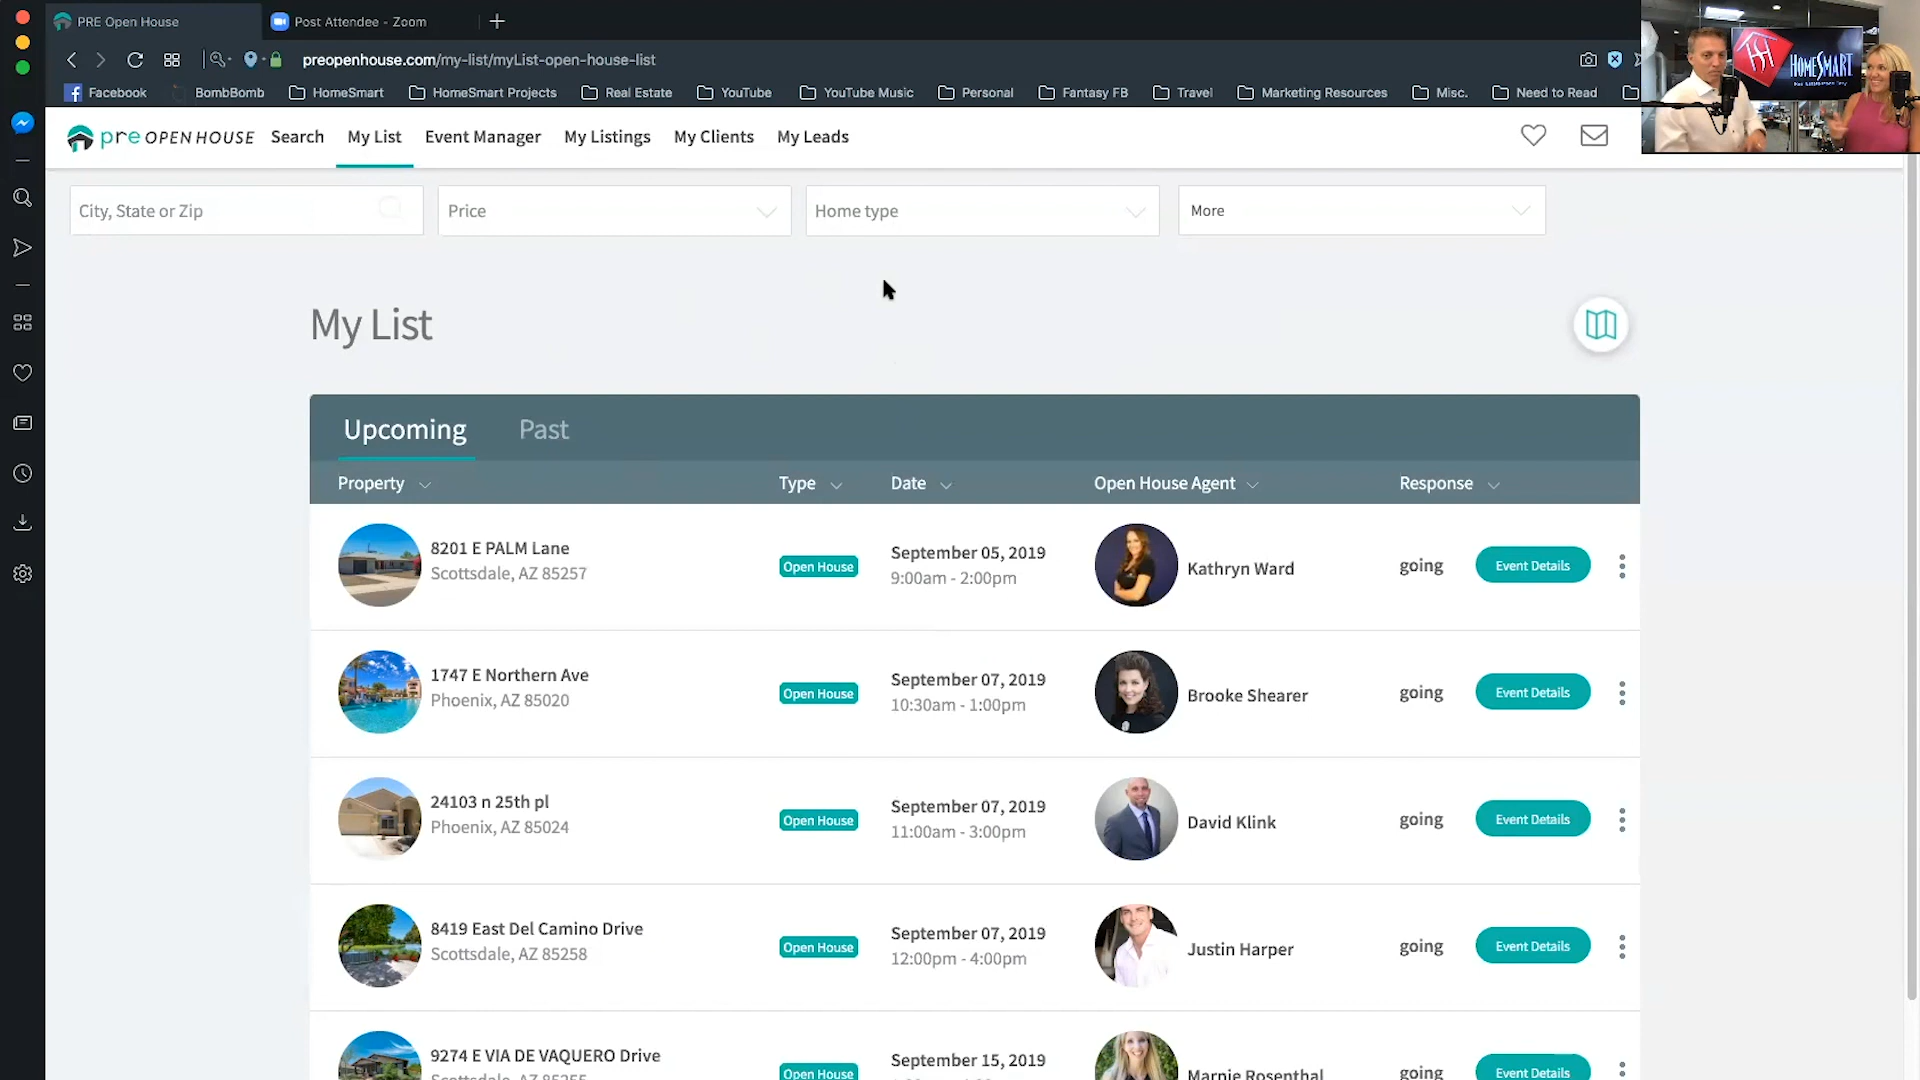 PRE Open House
Post Attendee - Zoom
preopenhouse.com/my-list/myList-open-house-list
Facebook
BombBomb
HomeSmart
HomeSmart Projects
Real Estate
YouTube
YouTube Music
Personal
Fantasy FB
Travel
Marketing Resources
Misc.
Need to Read
HOMESMART
pre OPEN HOUSE
Search
My List
Event Manager
My Listings
My Clients
My Leads
City, State or Zip
Price
Home type
More
My List
Upcoming
Past
Property
Type
Date
Open House Agent
Response
8201 E PALM Lane
Scottsdale, AZ 85257
Open House
September 05, 2019
9:00am - 2:00pm
Kathryn Ward
going
Event Details
1747 E Northern Ave
Phoenix, AZ 85020
Open House
September 07, 2019
10:30am - 1:00pm
Brooke Shearer
going
Event Details
24103 n 25th pl
Phoenix, AZ 85024
Open House
September 07, 2019
11:00am - 3:00pm
David Klink
going
Event Details
8419 East Del Camino Drive
Scottsdale, AZ 85258
Open House
September 07, 2019
12:00pm - 4:00pm
Justin Harper
going
Event Details
9274 E VIA DE VAQUERO Drive
Scottsdale, AZ 85255
Open House
September 15, 2019
Marnie Rosenthal
going
Event Details